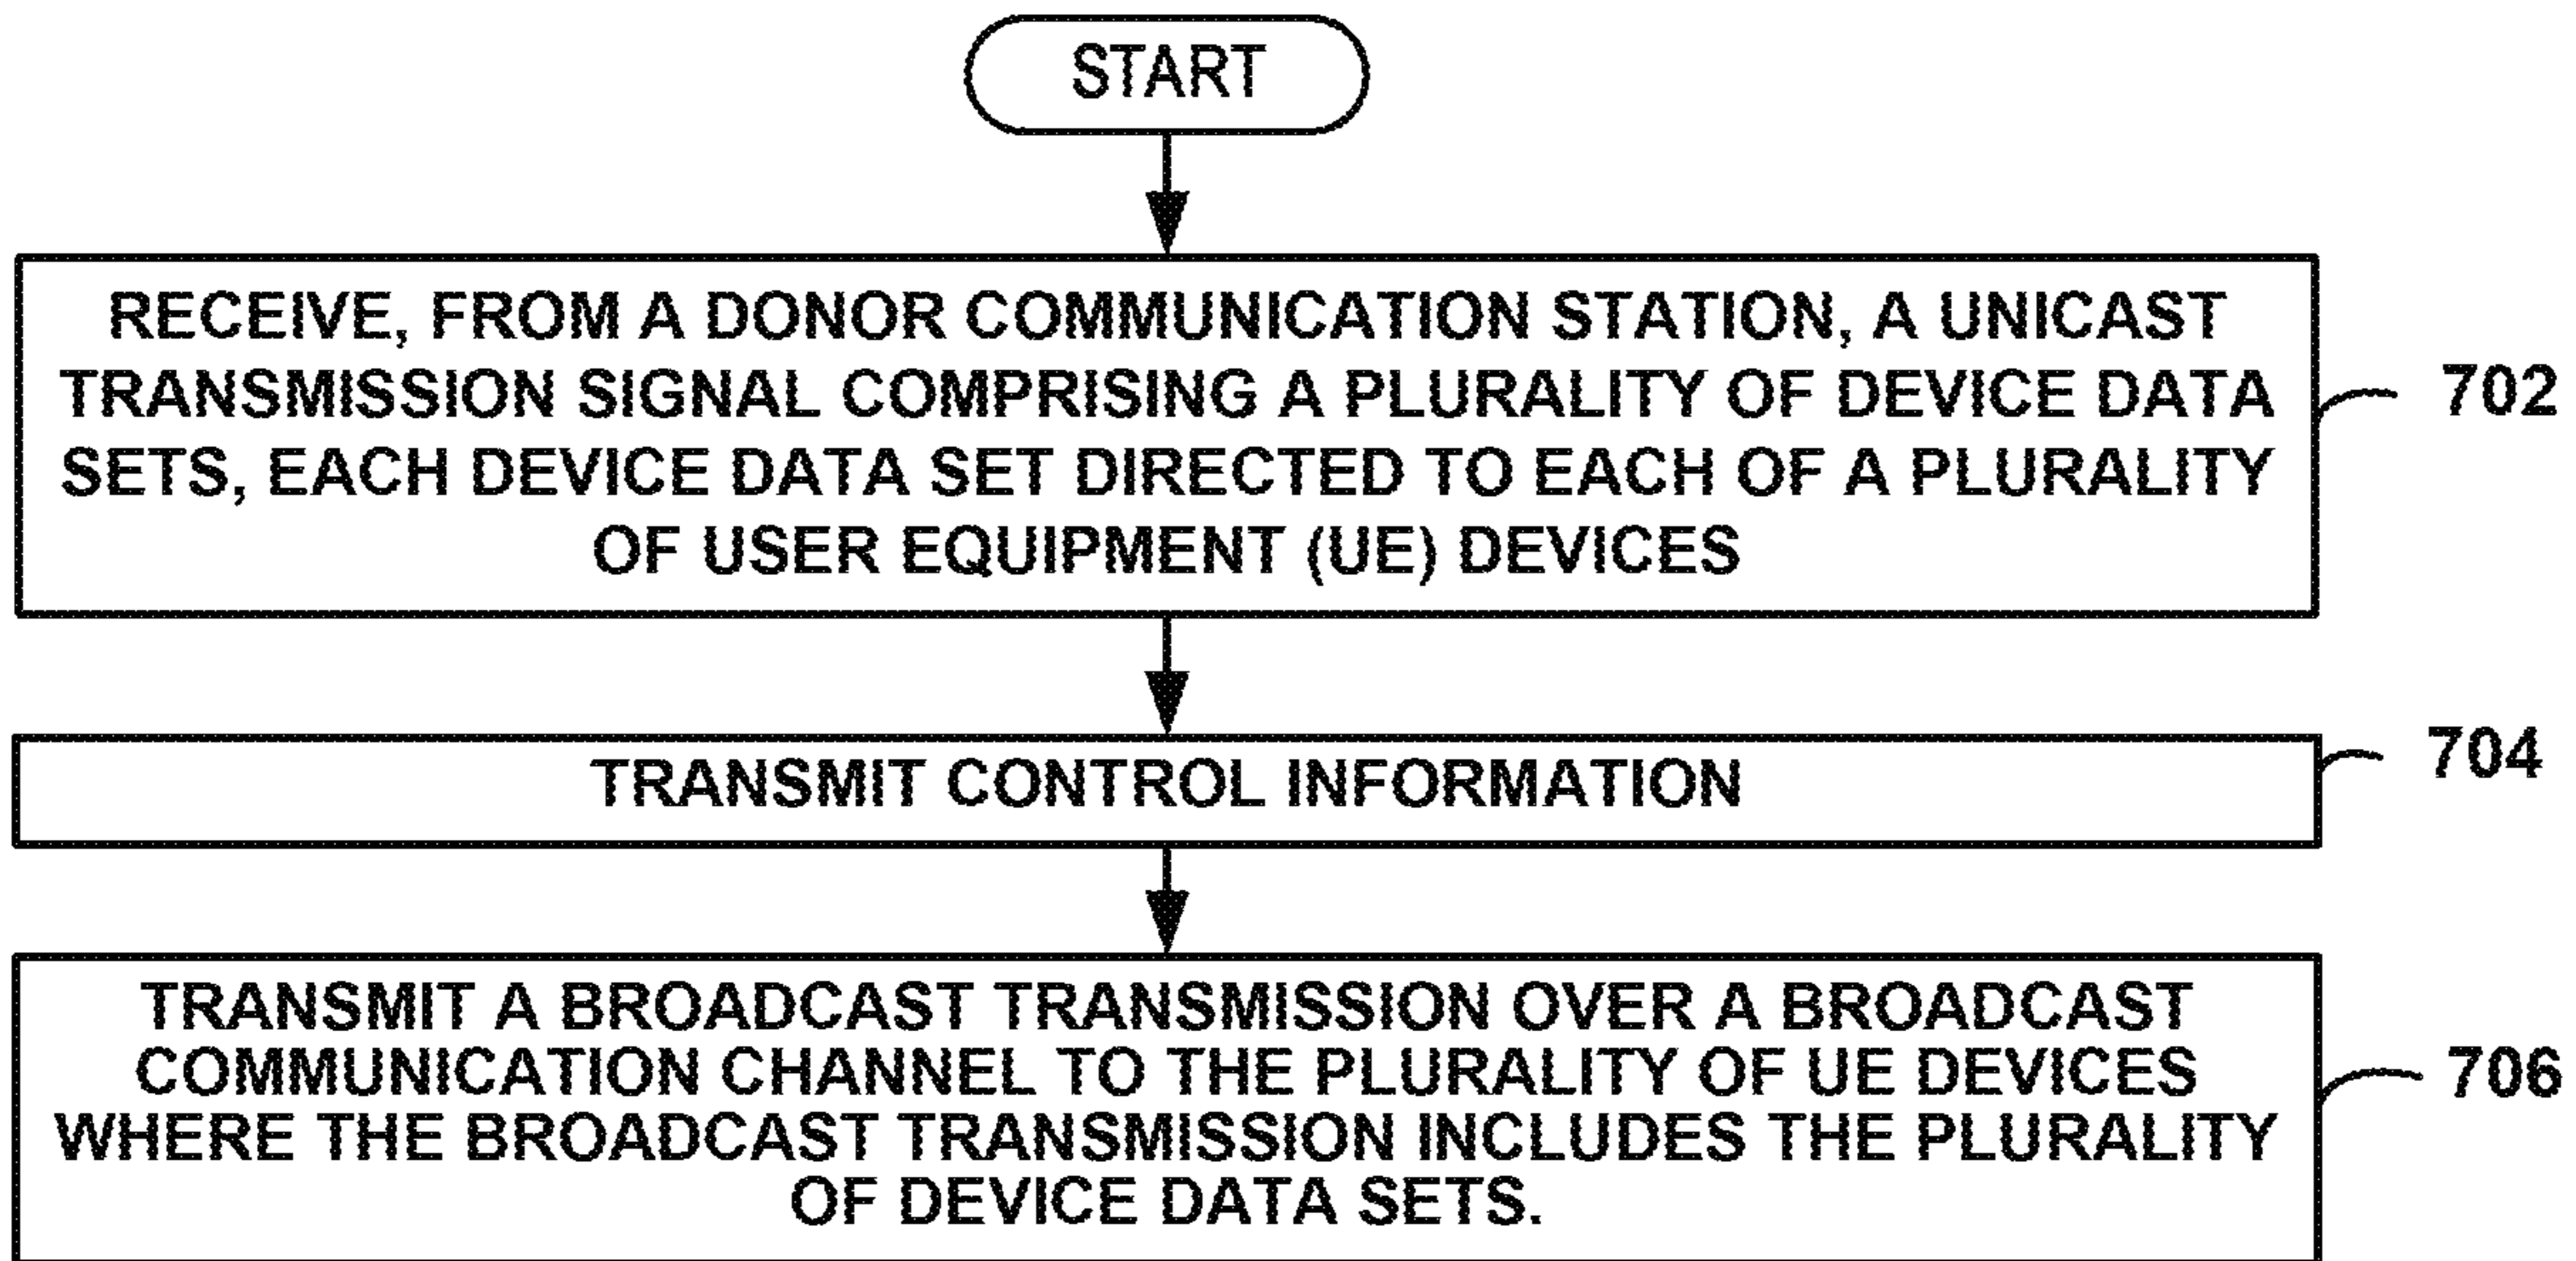 START
RECEIVE, FROM A DONOR COMMUNICATION STATION, A UNICAST
TRANSMISSION SIGNAL COMPRISING A PLURALITY OF DEVICE DATA
SETS, EACH DEVICE DATA SET DIRECTED TO EACH OF A PLURALITY
OF USER EQUIPMENT (UE) DEVICES
702
TRANSMIT CONTROL INFORMATION
704
TRANSMIT A BROADCAST TRANSMISSION OVER A BROADCAST
COMMUNICATION CHANNEL TO THE PLURALITY OF UE DEVICES
WHERE THE BROADCAST TRANSMISSION INCLUDES THE PLURALITY
OF DEVICE DATA SETS.
706